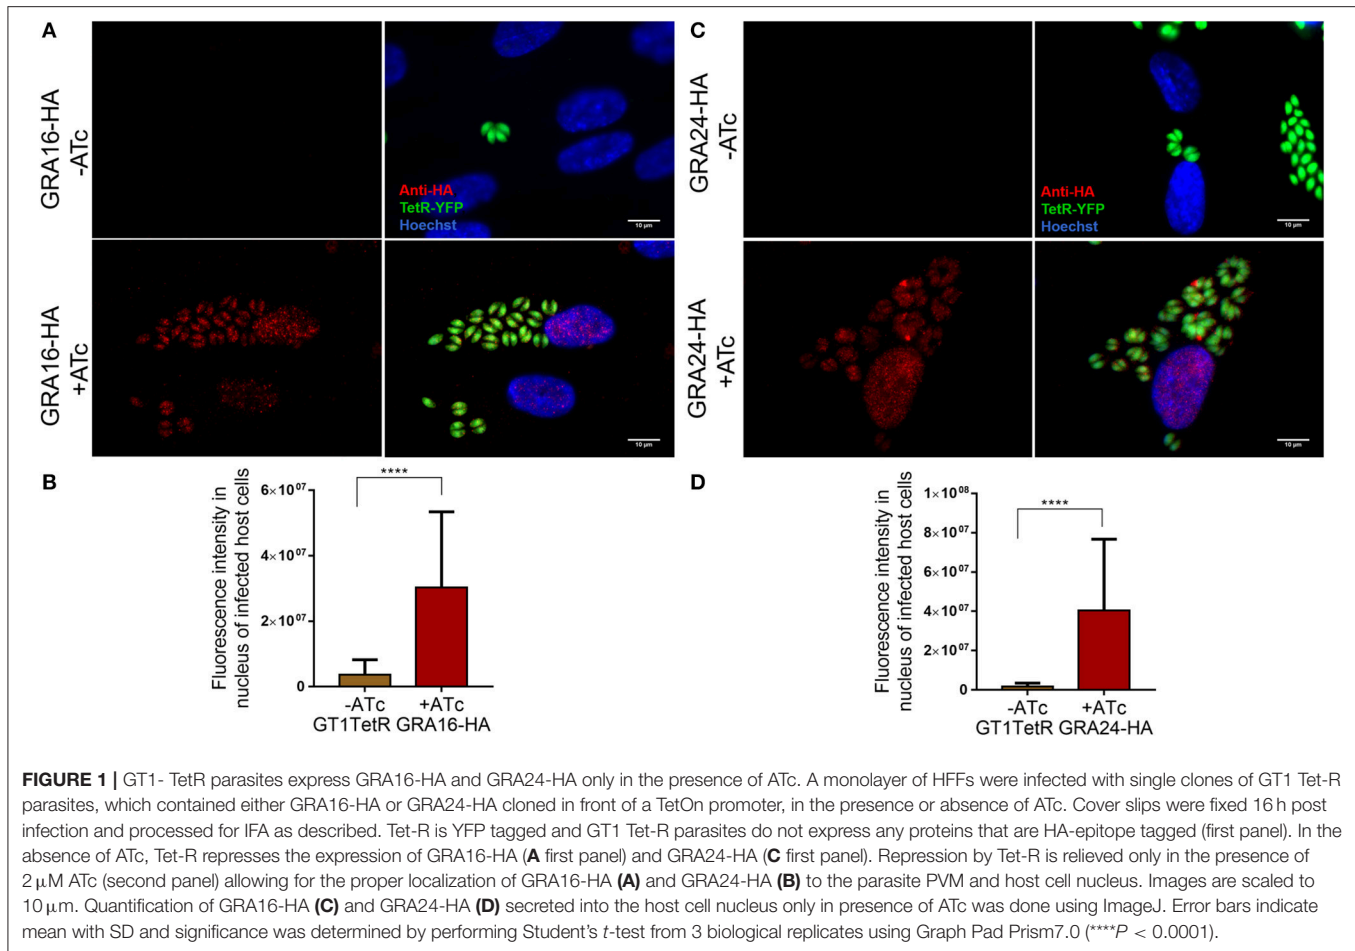 A
GRA16-HA
-ATc
Anti-HA
TetR-YFP
Hoechst
10 µm
GRA16-HA
+ATc
10 µm
C
GRA24-HA
-ATc
Anti-HA
TetR-YFP
Hoechst
10 µm
GRA24-HA
+ATc
10 µm
B
Fluorescence intensity in
nucleus of infected host cells
6×10⁰⁷
4×10⁰⁷
2×10⁰⁷
0
****
-ATc +ATc
GT1TetR GRA16-HA
D
Fluorescence intensity in
nucleus of infected host cells
1×10⁰⁸
8×10⁰⁷
6×10⁰⁷
4×10⁰⁷
2×10⁰⁷
0
****
-ATc +ATc
GT1TetR GRA24-HA
FIGURE 1 | GT1- TetR parasites express GRA16-HA and GRA24-HA only in the presence of ATc. A monolayer of HFFs were infected with single clones of GT1 Tet-R
parasites, which contained either GRA16-HA or GRA24-HA cloned in front of a TetOn promoter, in the presence or absence of ATc. Cover slips were fixed 16 h post
infection and processed for IFA as described. Tet-R is YFP tagged and GT1 Tet-R parasites do not express any proteins that are HA-epitope tagged (first panel). In the
absence of ATc, Tet-R represses the expression of GRA16-HA (A first panel) and GRA24-HA (C first panel). Repression by Tet-R is relieved only in the presence of
2 µM ATc (second panel) allowing for the proper localization of GRA16-HA (A) and GRA24-HA (B) to the parasite PVM and host cell nucleus. Images are scaled to
10 µm. Quantification of GRA16-HA (C) and GRA24-HA (D) secreted into the host cell nucleus only in presence of ATc was done using ImageJ. Error bars indicate
mean with SD and significance was determined by performing Student's t-test from 3 biological replicates using Graph Pad Prism7.0 (****P < 0.0001).